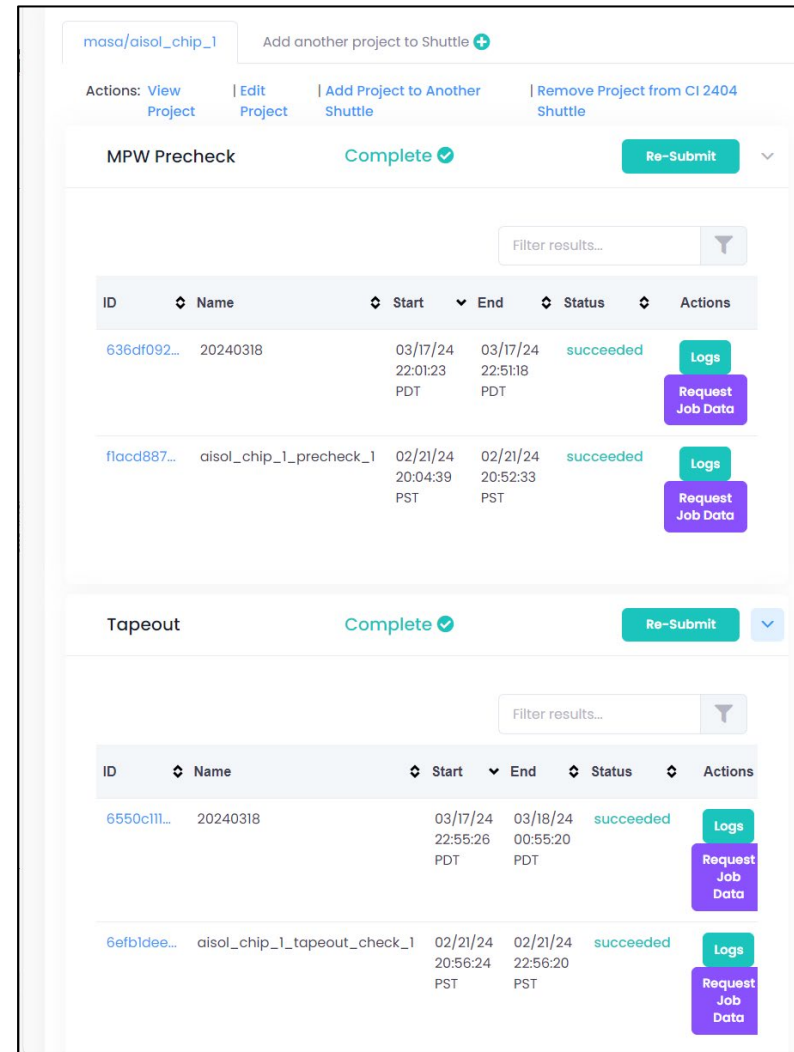 masa/aisol_chip_1 Add another project to Shuttle
Actions: View | Edit | Add Project to Another | Remove Project from CI 2404
Project Project Shuttle Shuttle
MPW Precheck Complete Re-Submit
Filter results...
ID Name Start End Status Actions
636df092... 20240318 03/17/24 03/17/24 succeeded Logs
22:01:23 22:51:18
PDT PDT Request
Job Data
f1acd887... aisol_chip_1_precheck_1 02/21/24 02/21/24 succeeded Logs
20:04:39 20:52:33
PST PST Request
Job Data
Tapeout Complete Re-Submit
Filter results...
ID Name Start End Status Actions
6550c111... 20240318 03/17/24 03/18/24 succeeded Logs
22:55:26 00:55:20
PDT PDT Request
Job
Data
6efb1dee... aisol_chip_1_tapeout_check_1 02/21/24 02/21/24 succeeded Logs
20:56:24 22:56:20
PST PST Request
Job
Data